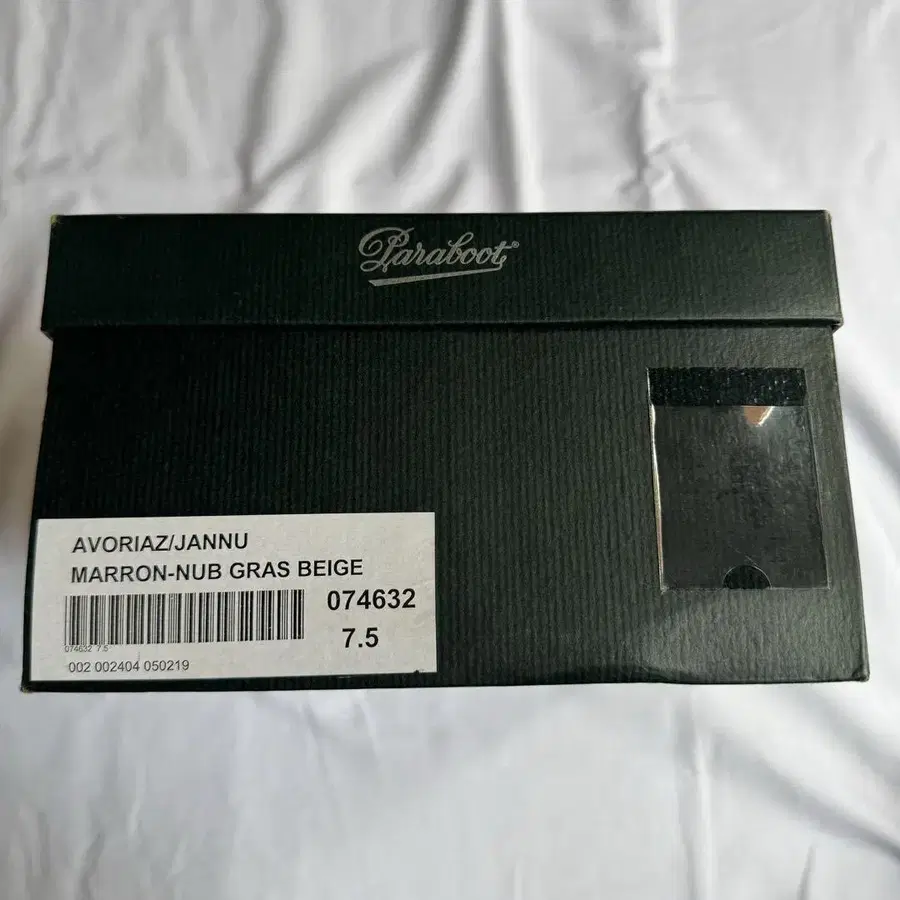 Paraboot®
AVORIAZ/JANNU
MARRON-NUB GRAS BEIGE
074632
7.5
074632 7.5
002 002404 050219